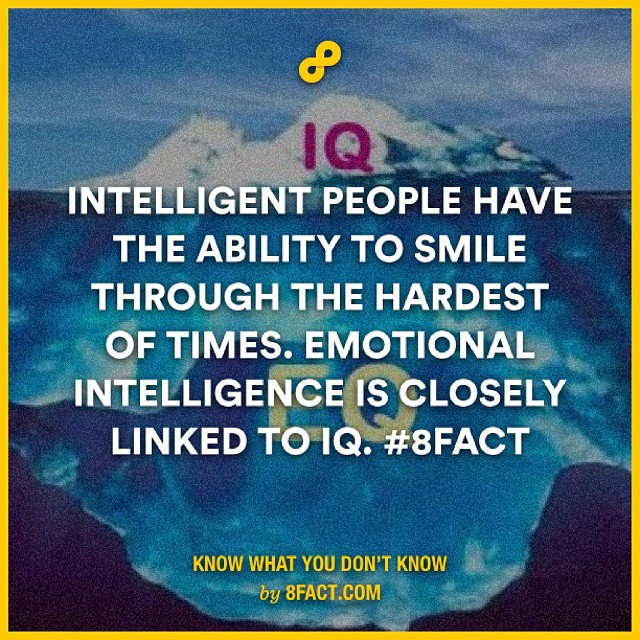 IQ
INTELLIGENT PEOPLE HAVE
THE ABILITY TO SMILE
THROUGH THE HARDEST
OF TIMES. EMOTIONAL
INTELLIGENCE IS CLOSELY
EQ
LINKED TO IQ. #8FACT
KNOW WHAT YOU DON'T KNOW
by 8FACT.COM